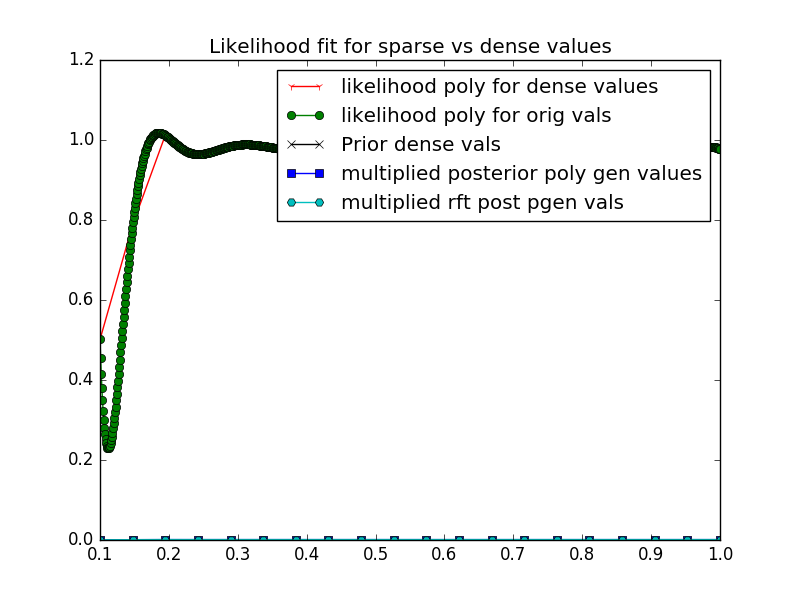 Likelihood fit for sparse vs dense values
1.2
likelihood poly for dense values
likelihood poly for orig vals
Prior dense vals
multiplied posterior poly gen values
multiplied rft post pgen vals
1.0
0.8
0.6
0.4
0.2
0.0
0.1 0.2 0.3 0.4 0.5 0.6 0.7 0.8 0.9 1.0